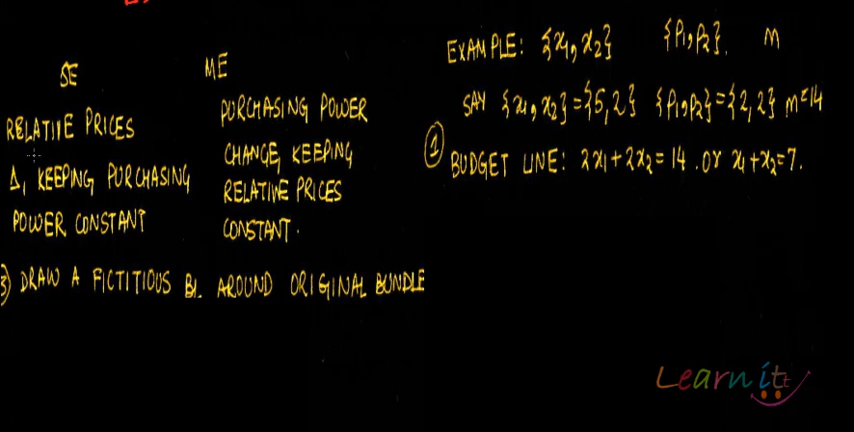 SE
RELATIVE PRICES
Δ, KEEPING PURCHASING
POWER CONSTANT
ME
PURCHASING POWER
CHANGE, KEEPING
RELATIVE PRICES
CONSTANT.
3) DRAW A FICTITIOUS BL. AROUND ORIGINAL BUNDLE
EXAMPLE: {x₁, x₂} {P₁, P₂}. m
SAY {x₁, x₂} = {5, 2} {P₁, P₂} = {2, 2} m = 14
① BUDGET LINE: 2x₁ + 2x₂ = 14 . or x₁ + x₂ = 7.
Learnitt